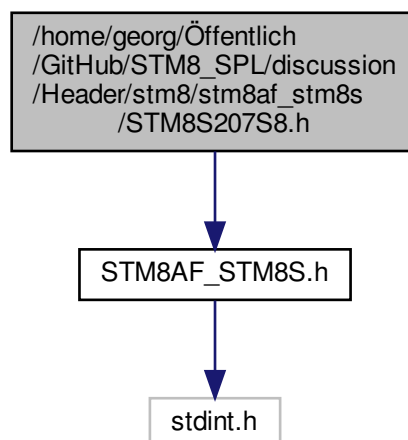 /home/georg/Öffentlich
/GitHub/STM8_SPL/discussion
/Header/stm8/stm8af_stm8s
/STM8S207S8.h
STM8AF_STM8S.h
stdint.h